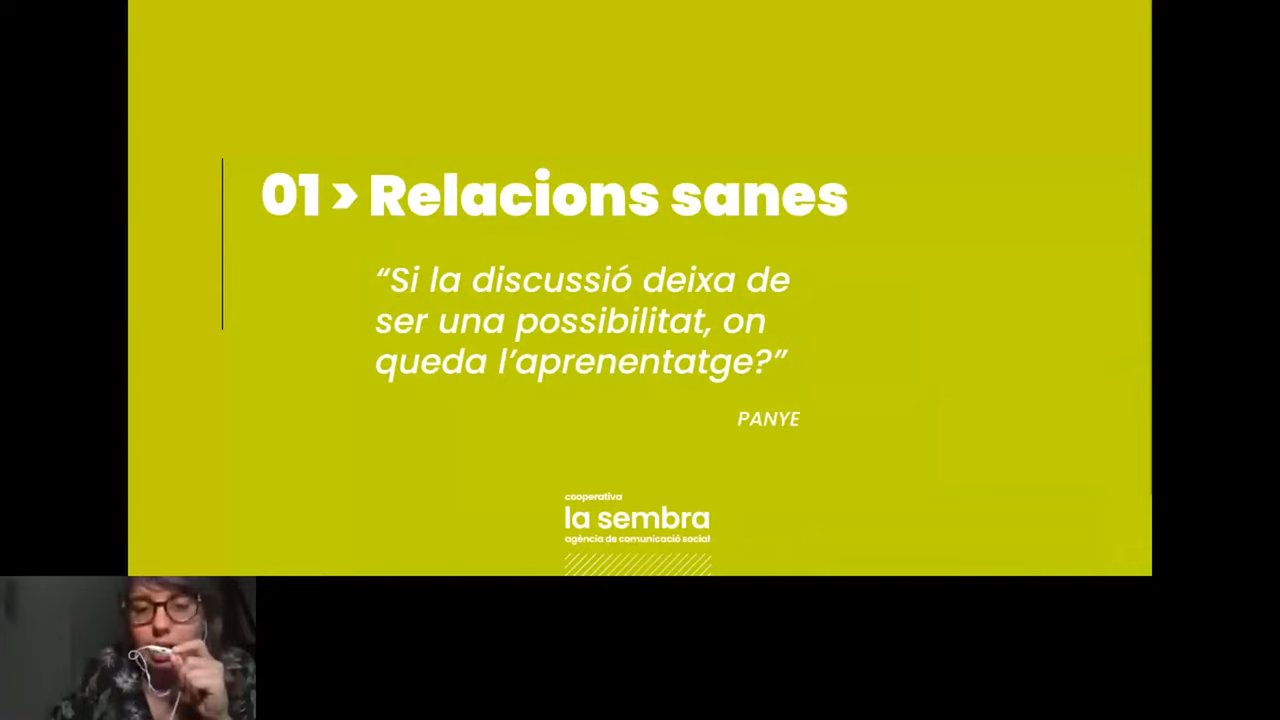 01 > Relacions sanes
“Si la discussió deixa de
ser una possibilitat, on
queda l’aprenentatge?”
PANYE
cooperativa
la sembra
agència de comunicació social